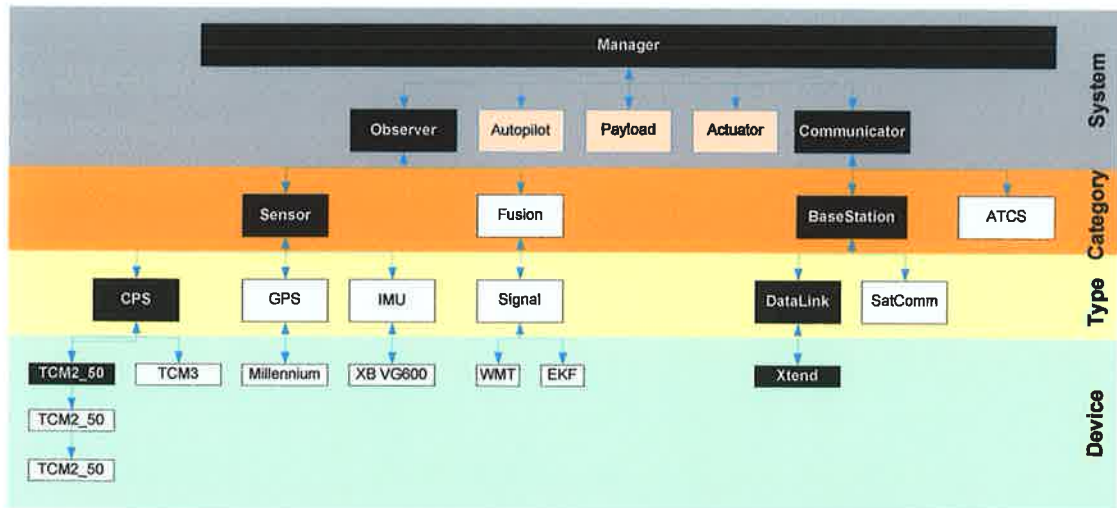 Manager
System
Observer
Autopilot
Payload
Actuator
Communicator
Category
Sensor
Fusion
BaseStation
ATCS
Type
CPS
GPS
IMU
Signal
DataLink
SatComm
Device
TCM2_50
TCM3
Millennium
XB VG600
WMT
EKF
Xtend
TCM2_50
TCM2_50